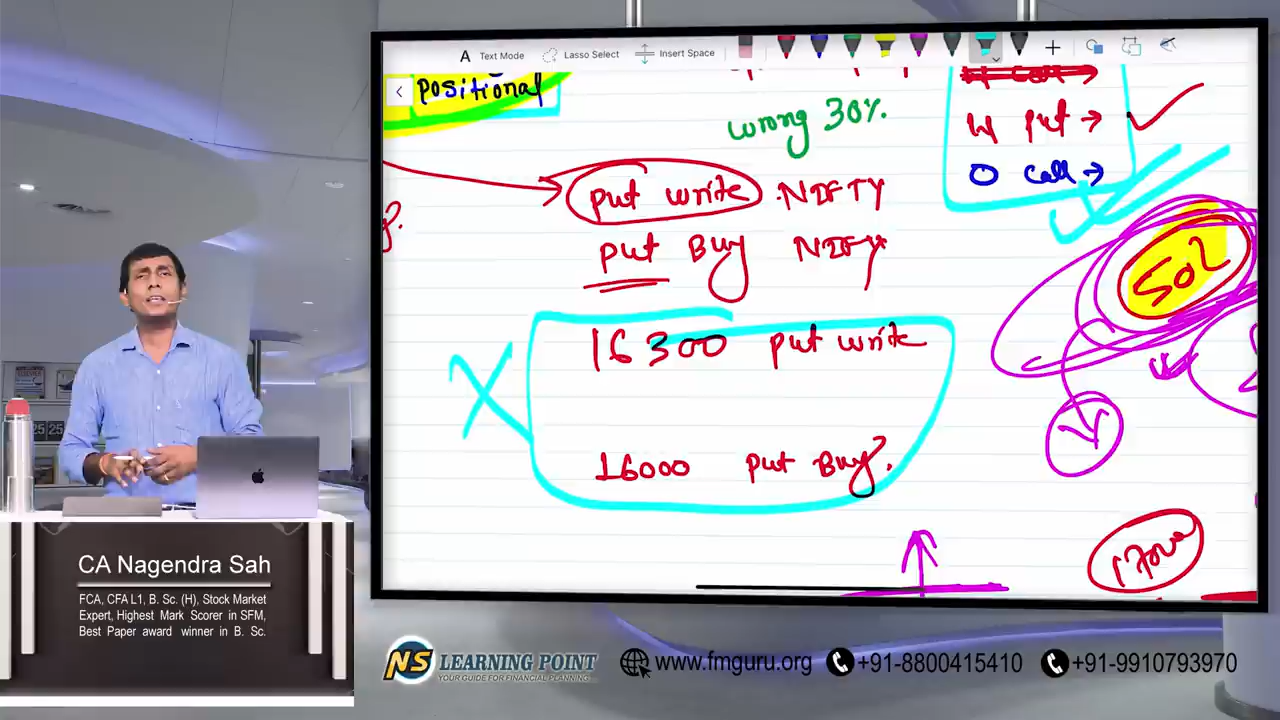 Text Mode
Lasso Select
Insert Space
positional
wrong 30%.
W put →
O call →
put write NIFTY
put Buy NIFTY
50%
16300 put write
16000 put Buy.
25
CA Nagendra Sah
FCA, CFA L1, B. Sc. (H), Stock Market
Expert, Highest Mark Scorer in SFM,
Best Paper award winner in B. Sc.
NS LEARNING POINT
YOUR GUIDE FOR FINANCIAL PLANNING
www.fmguru.org
+91-8800415410
+91-9910793970